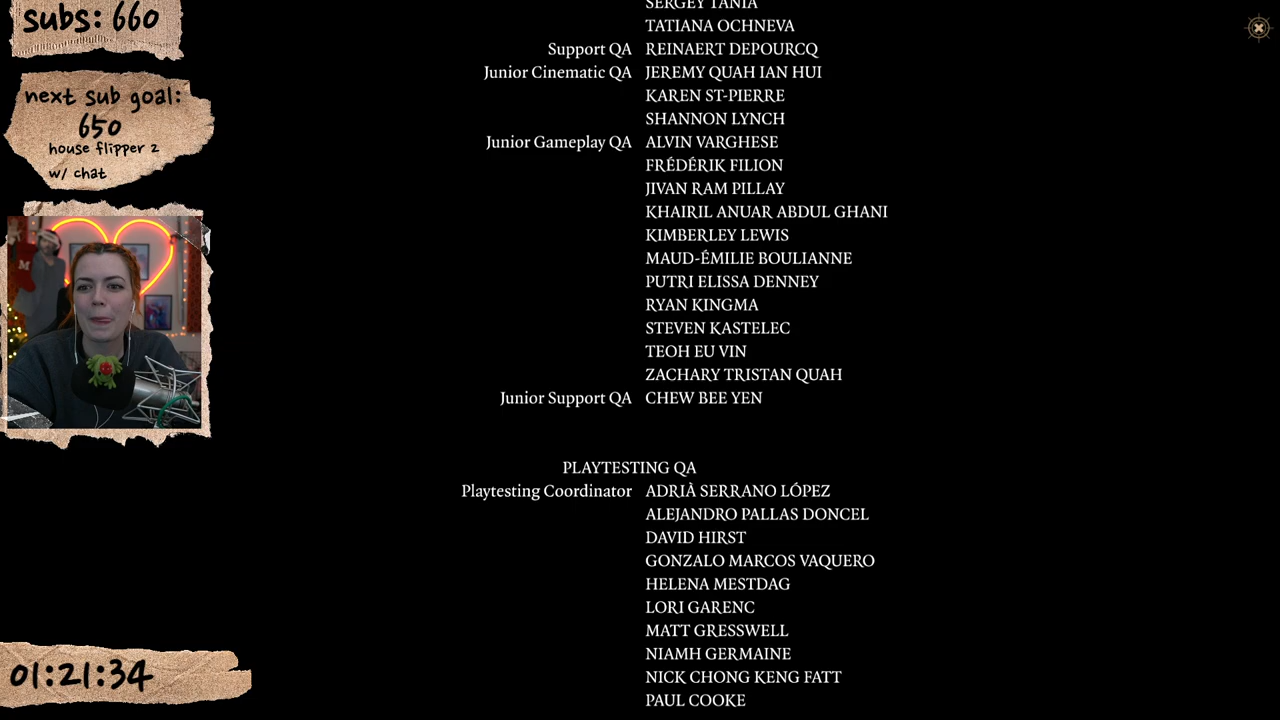 subs: 660
next sub goal:
650
house flipper 2
w/ chat
M
01:21:34
SERGEY TANIA
TATIANA OCHNEVA
Support QA REINAERT DEPOURCQ
Junior Cinematic QA JEREMY QUAH IAN HUI
KAREN ST-PIERRE
SHANNON LYNCH
Junior Gameplay QA ALVIN VARGHESE
FRÉDÉRIK FILION
JIVAN RAM PILLAY
KHAIRIL ANUAR ABDUL GHANI
KIMBERLEY LEWIS
MAUD-ÉMILIE BOULIANNE
PUTRI ELISSA DENNEY
RYAN KINGMA
STEVEN KASTELEC
TEOH EU VIN
ZACHARY TRISTAN QUAH
Junior Support QA CHEW BEE YEN
PLAYTESTING QA
Playtesting Coordinator ADRIÀ SERRANO LÓPEZ
ALEJANDRO PALLAS DONCEL
DAVID HIRST
GONZALO MARCOS VAQUERO
HELENA MESTDAG
LORI GARENC
MATT GRESSWELL
NIAMH GERMAINE
NICK CHONG KENG FATT
PAUL COOKE